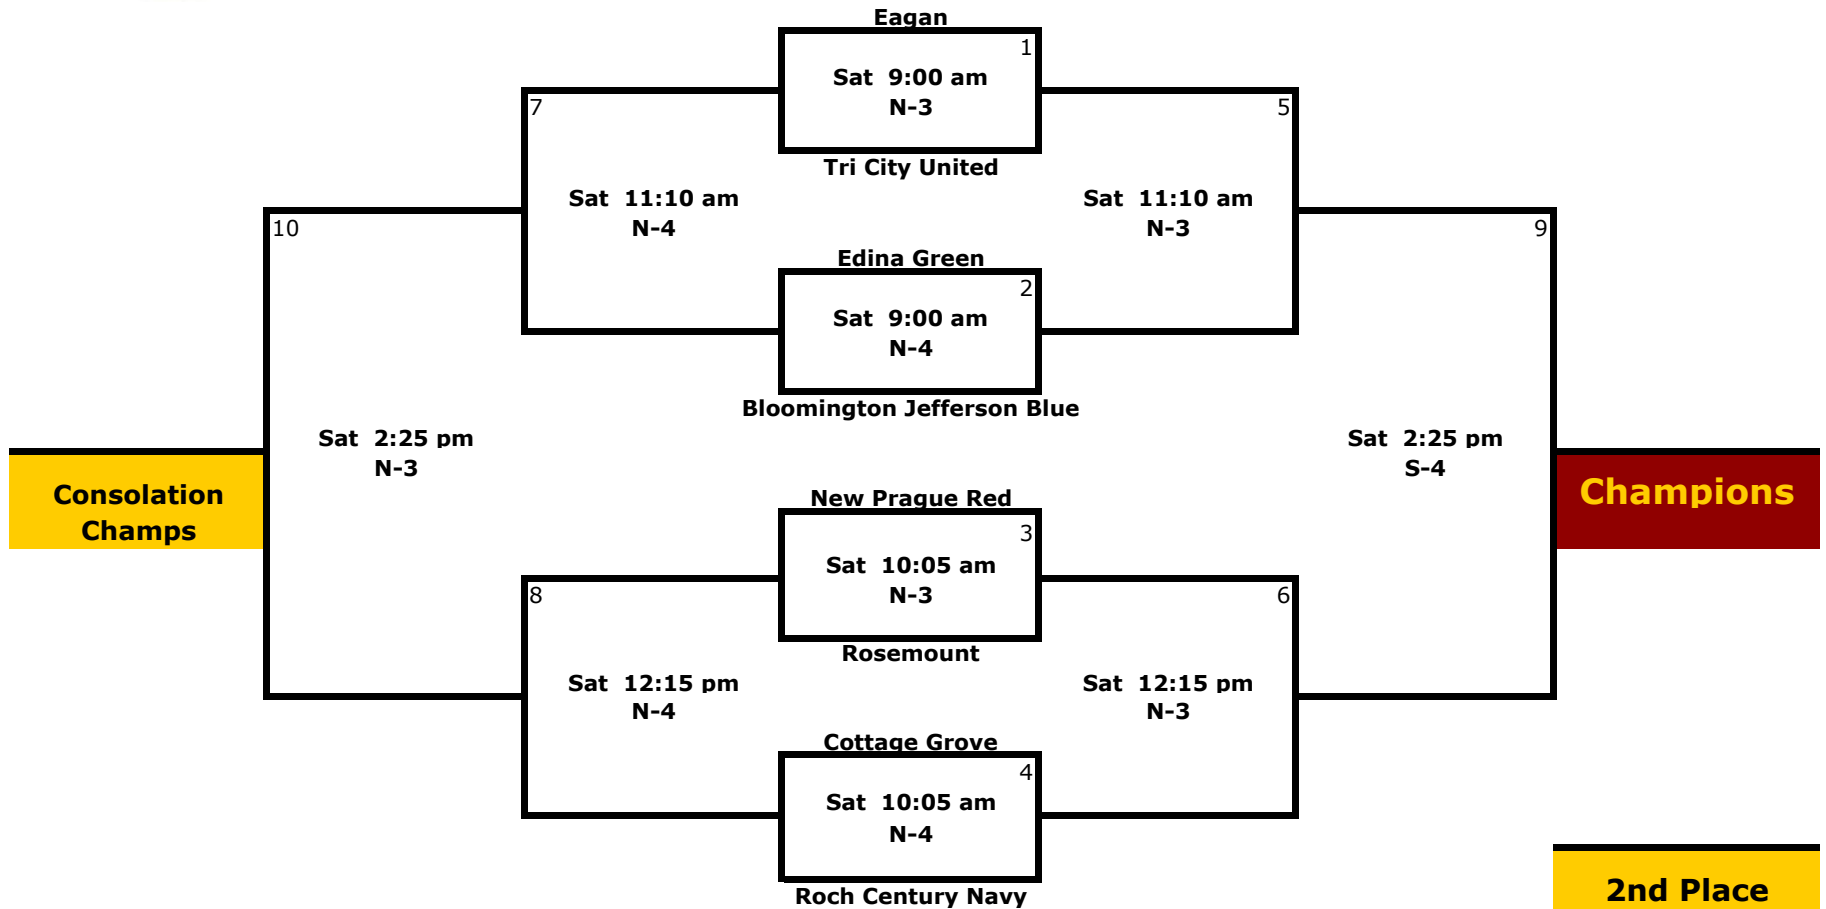 Eagan
1
Sat 9:00 am
N-3
7
5
Tri City United
Sat 11:10 am
N-4
Sat 11:10 am
N-3
10
9
Edina Green
2
Sat 9:00 am
N-4
Bloomington Jefferson Blue
Sat 2:25 pm
N-3
Sat 2:25 pm
S-4
Consolation
Champs
Champions
New Prague Red
3
Sat 10:05 am
N-3
8
6
Rosemount
Sat 12:15 pm
N-4
Sat 12:15 pm
N-3
Cottage Grove
4
Sat 10:05 am
N-4
Roch Century Navy
2nd Place